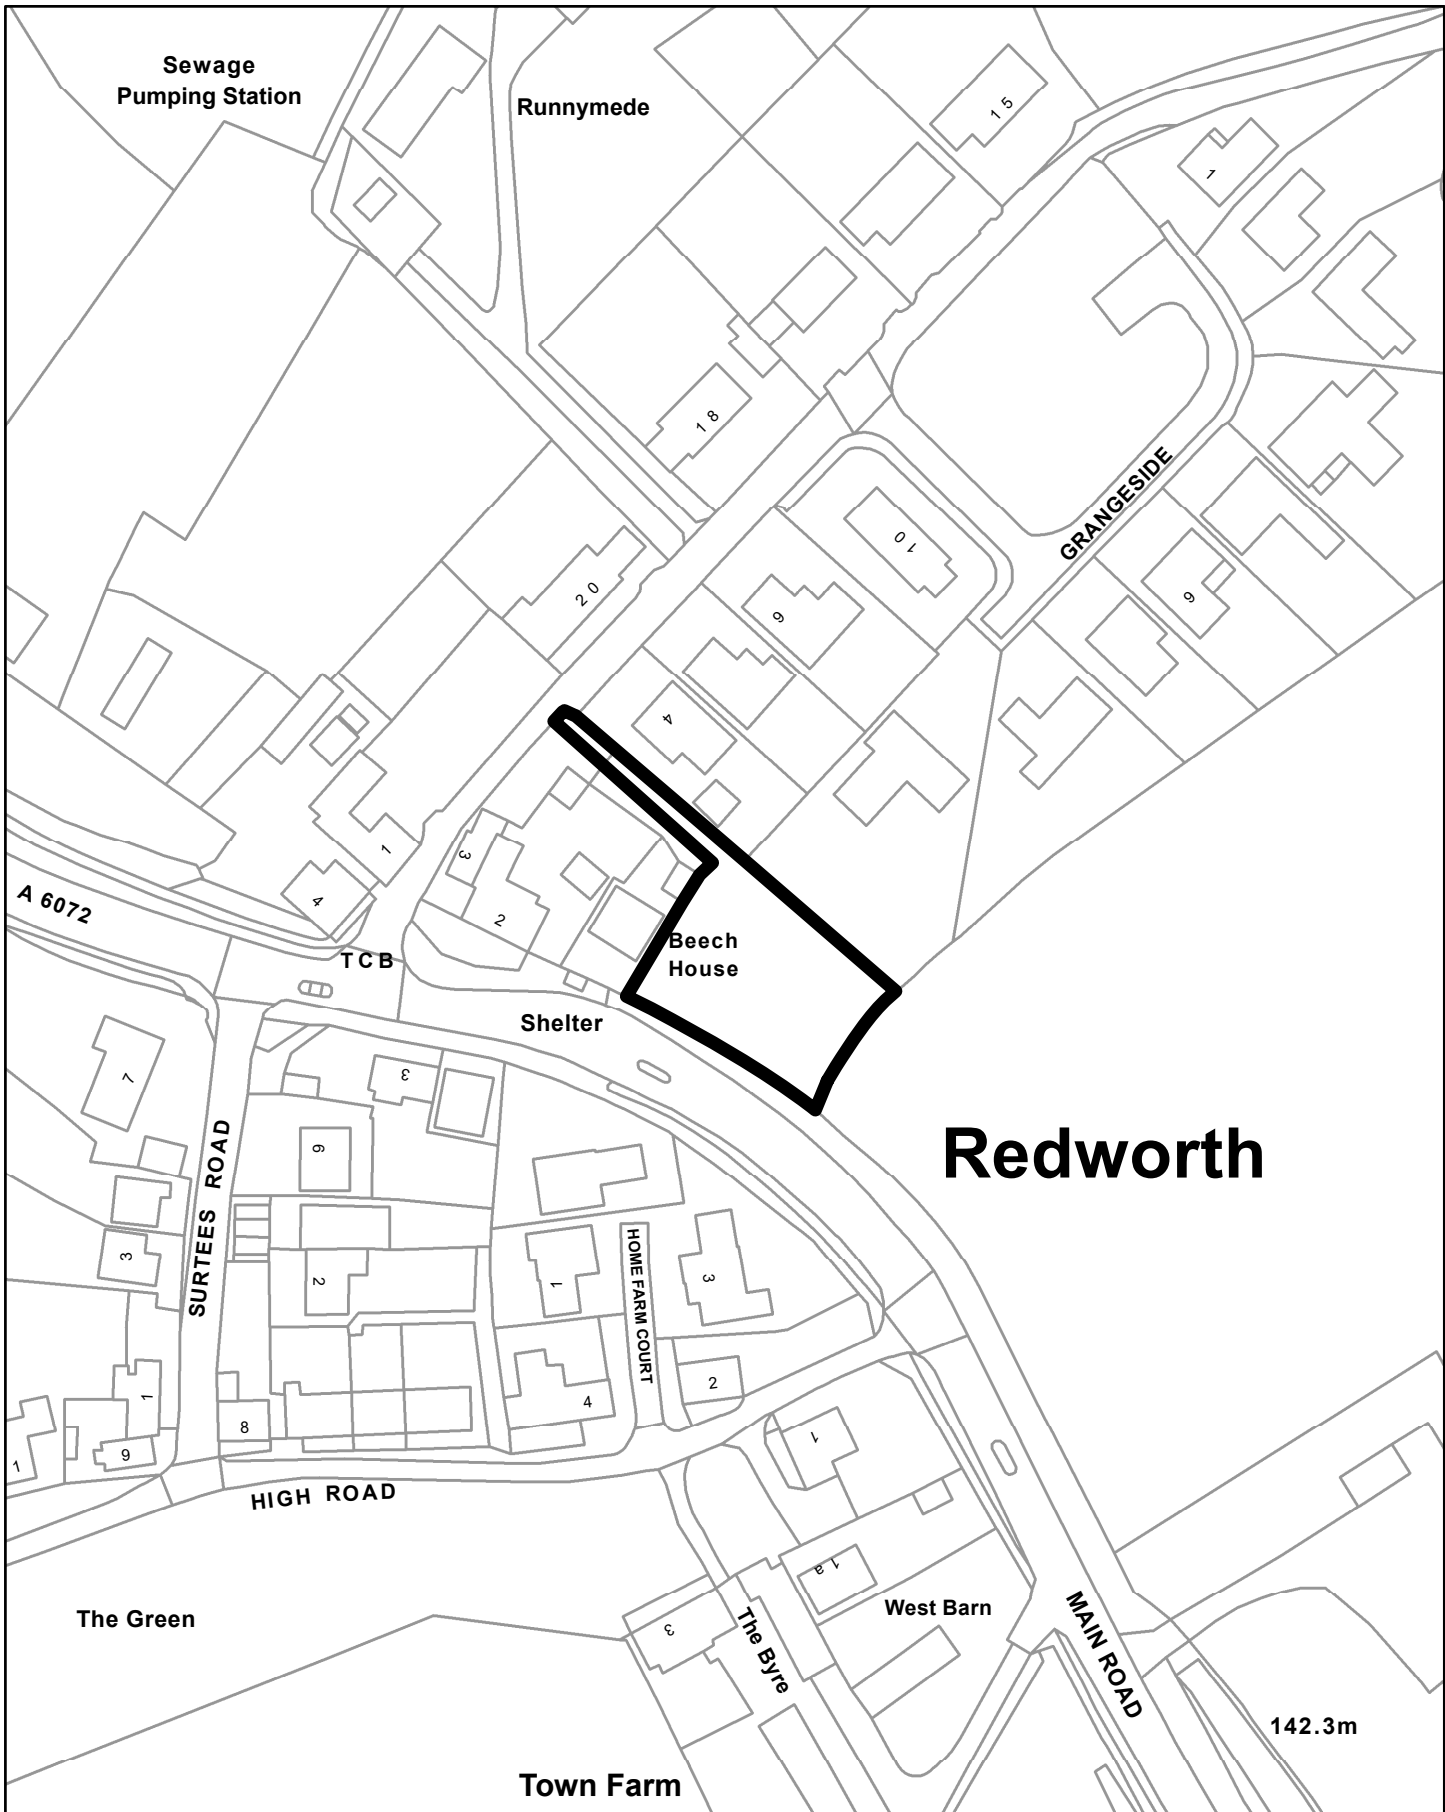 Sewage
Pumping Station
Runnymede
15
1
18
GRANGESIDE
10
20
9
6
4
1
3
4
2
A 6072
TCB
Beech
House
Shelter
7
3
Redworth
6
SURTEES ROAD
3
2
1
HOME FARM COURT
3
1
4
2
8
9
1
1
HIGH ROAD
1a
The Green
3
The Byre
West Barn
MAIN ROAD
142.3m
Town Farm